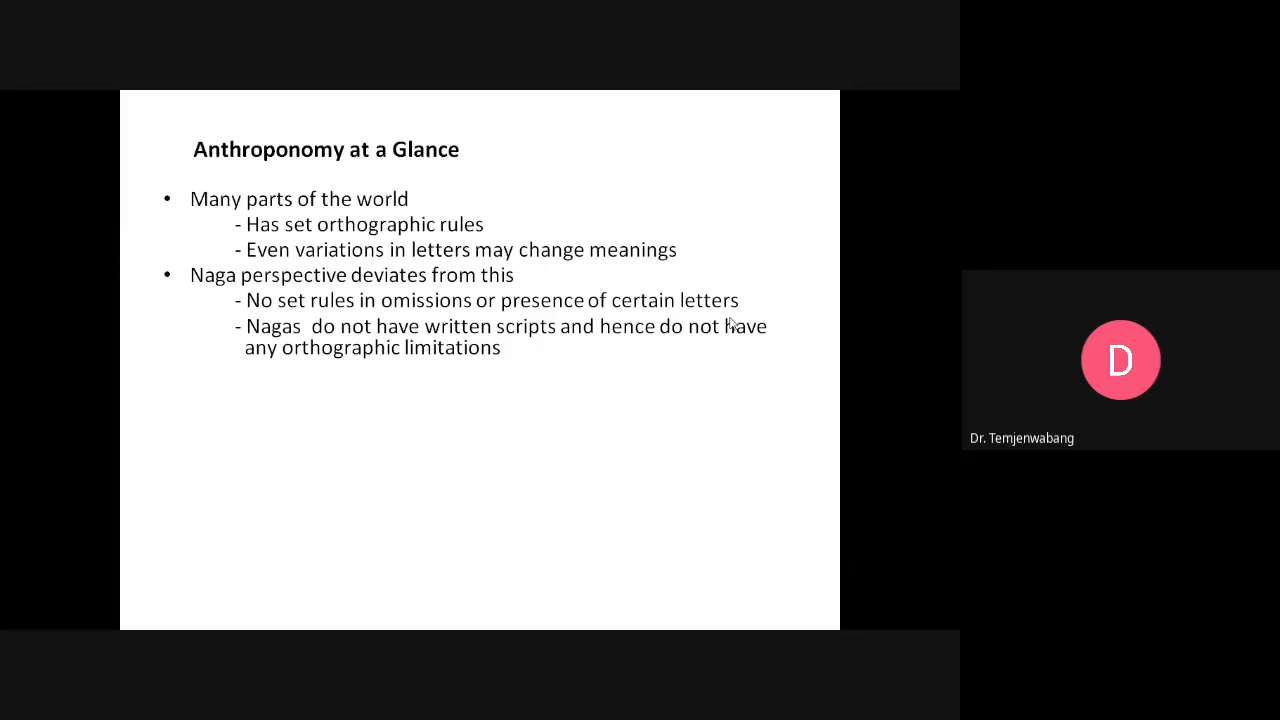 Anthroponomy at a Glance
• Many parts of the world
- Has set orthographic rules
- Even variations in letters may change meanings
• Naga perspective deviates from this
- No set rules in omissions or presence of certain letters
- Nagas do not have written scripts and hence do not have
any orthographic limitations
D
Dr. Temjenwabang